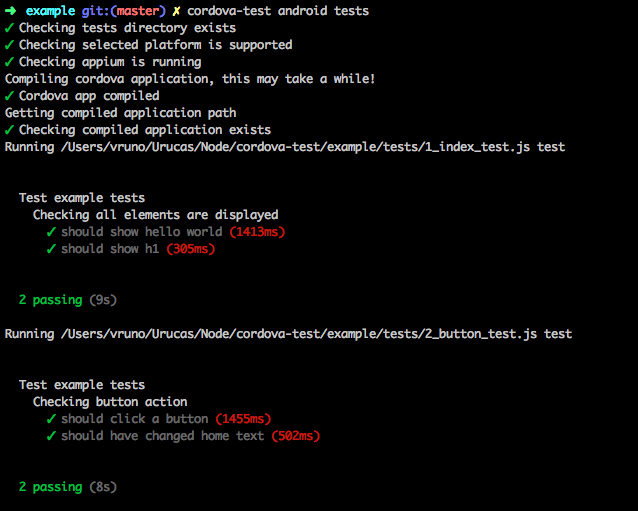 ➜ example git:(master) ✗ cordova-test android tests
✓ Checking tests directory exists
✓ Checking selected platform is supported
✓ Checking appium is running
Compiling cordova application, this may take a while!
✓ Cordova app compiled
Getting compiled application path
✓ Checking compiled application exists
Running /Users/vruno/Urucas/Node/cordova-test/example/tests/1_index_test.js test
Test example tests
Checking all elements are displayed
✓ should show hello world (1413ms)
✓ should show h1 (305ms)
2 passing (9s)
Running /Users/vruno/Urucas/Node/cordova-test/example/tests/2_button_test.js test
Test example tests
Checking button action
✓ should click a button (1455ms)
✓ should have changed home text (502ms)
2 passing (8s)